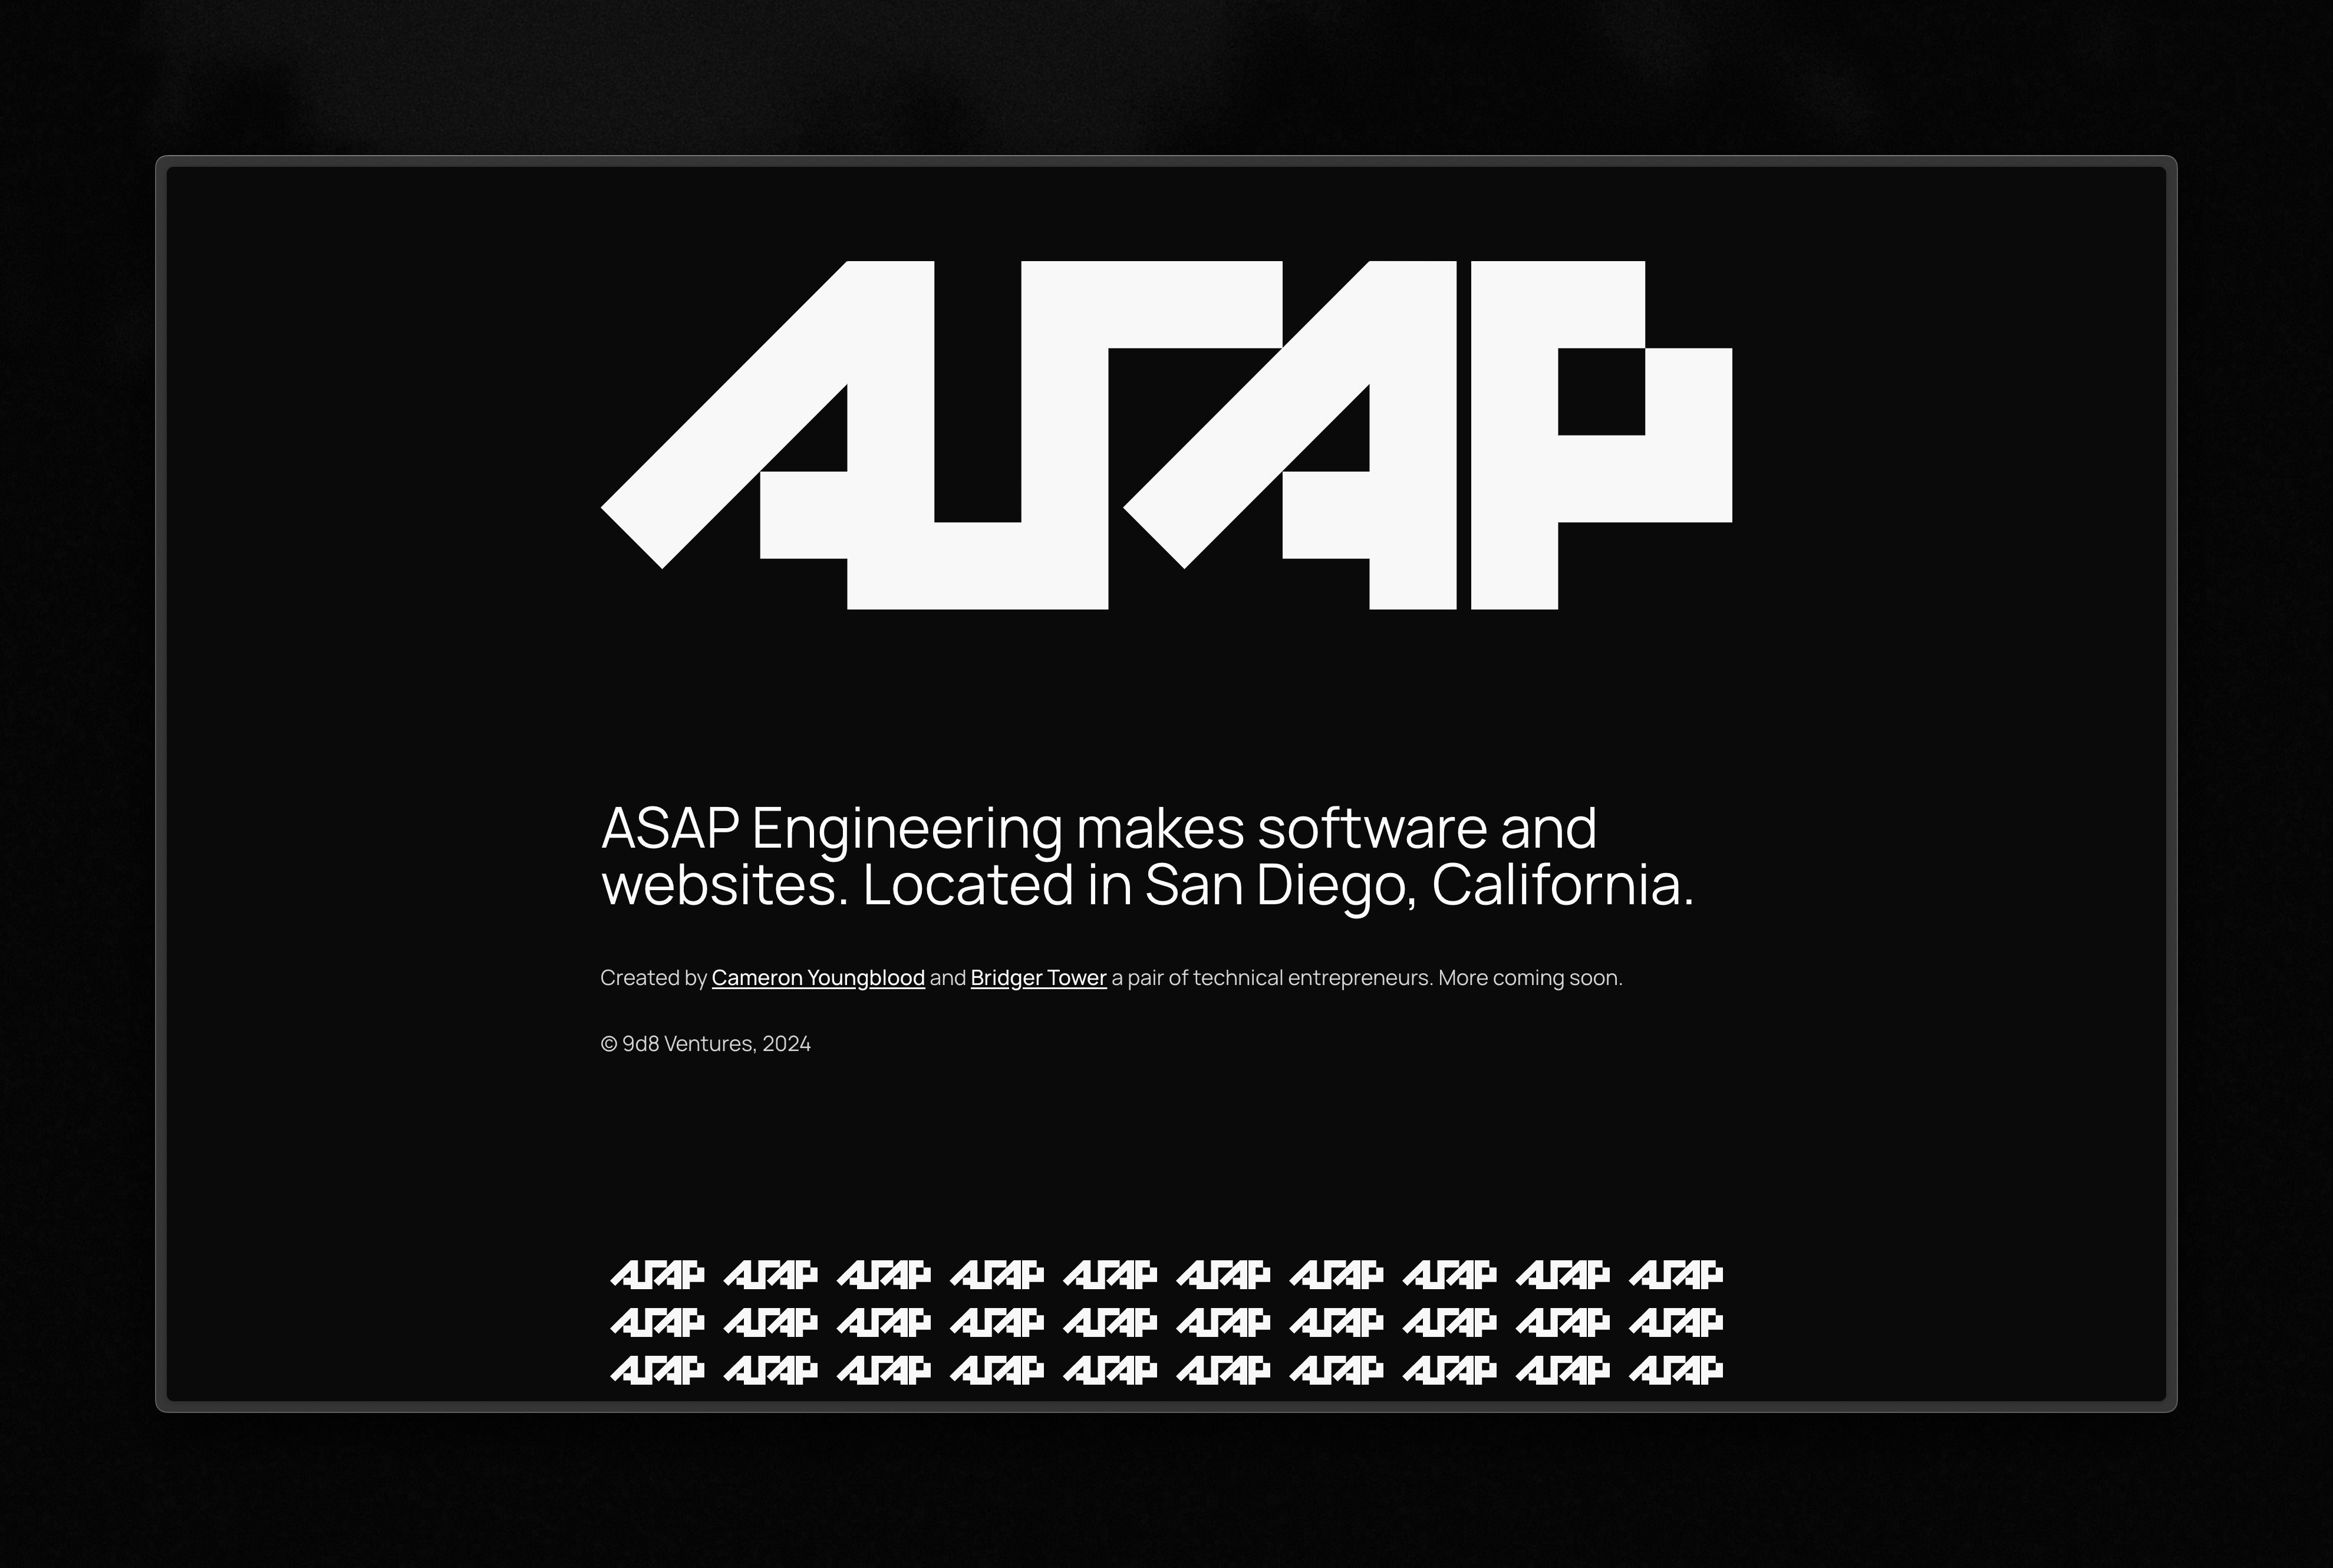 ASAP
ASAP Engineering makes software and
websites. Located in San Diego, California.
Created by Cameron Youngblood and Bridger Tower a pair of technical entrepreneurs. More coming soon.
© 9d8 Ventures, 2024
ASAP ASAP ASAP ASAP ASAP ASAP ASAP ASAP ASAP ASAP
ASAP ASAP ASAP ASAP ASAP ASAP ASAP ASAP ASAP ASAP
ASAP ASAP ASAP ASAP ASAP ASAP ASAP ASAP ASAP ASAP